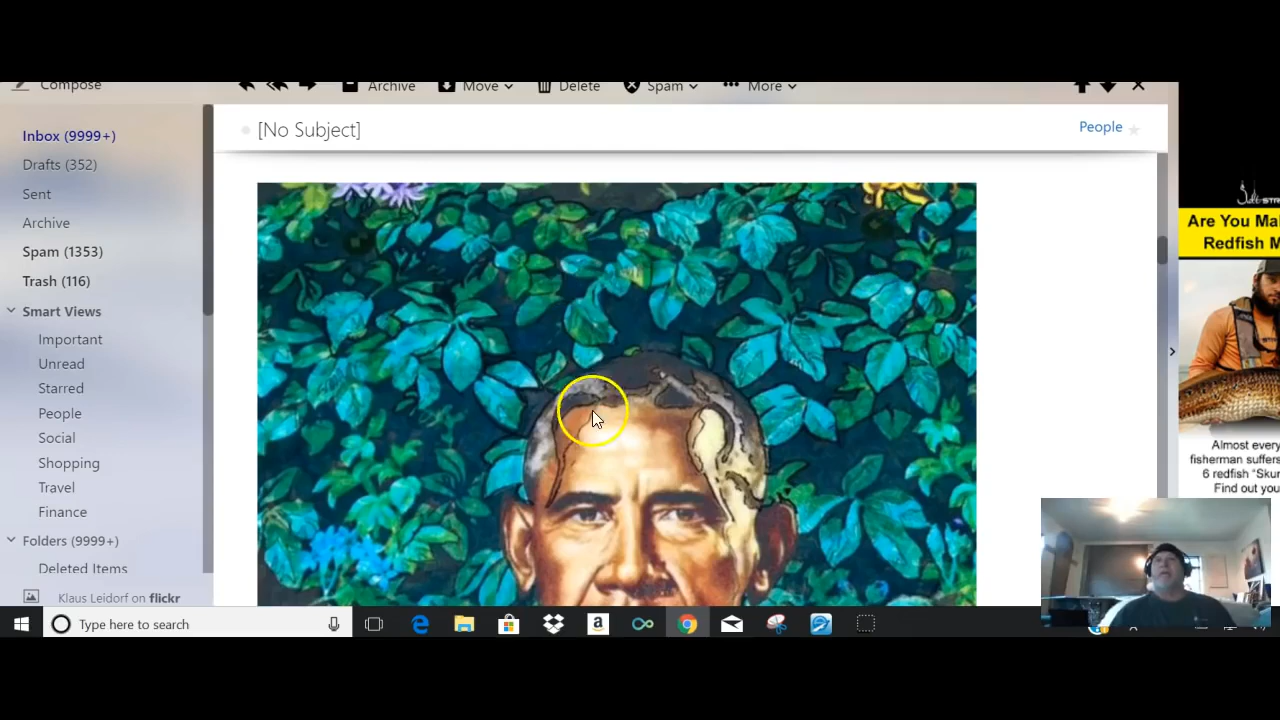 Compose
Archive
Move
Delete
Spam
More
[No Subject]
People
Inbox (9999+)
Drafts (352)
Sent
Archive
Spam (1353)
Trash (116)
Smart Views
Important
Unread
Starred
People
Social
Shopping
Travel
Finance
Folders (9999+)
Deleted Items
Klaus Leidorf on flickr
Are You Ma
Redfish M
Almost every
fisherman suffers
6 redfish “Skun
Find out you
Type here to search
a